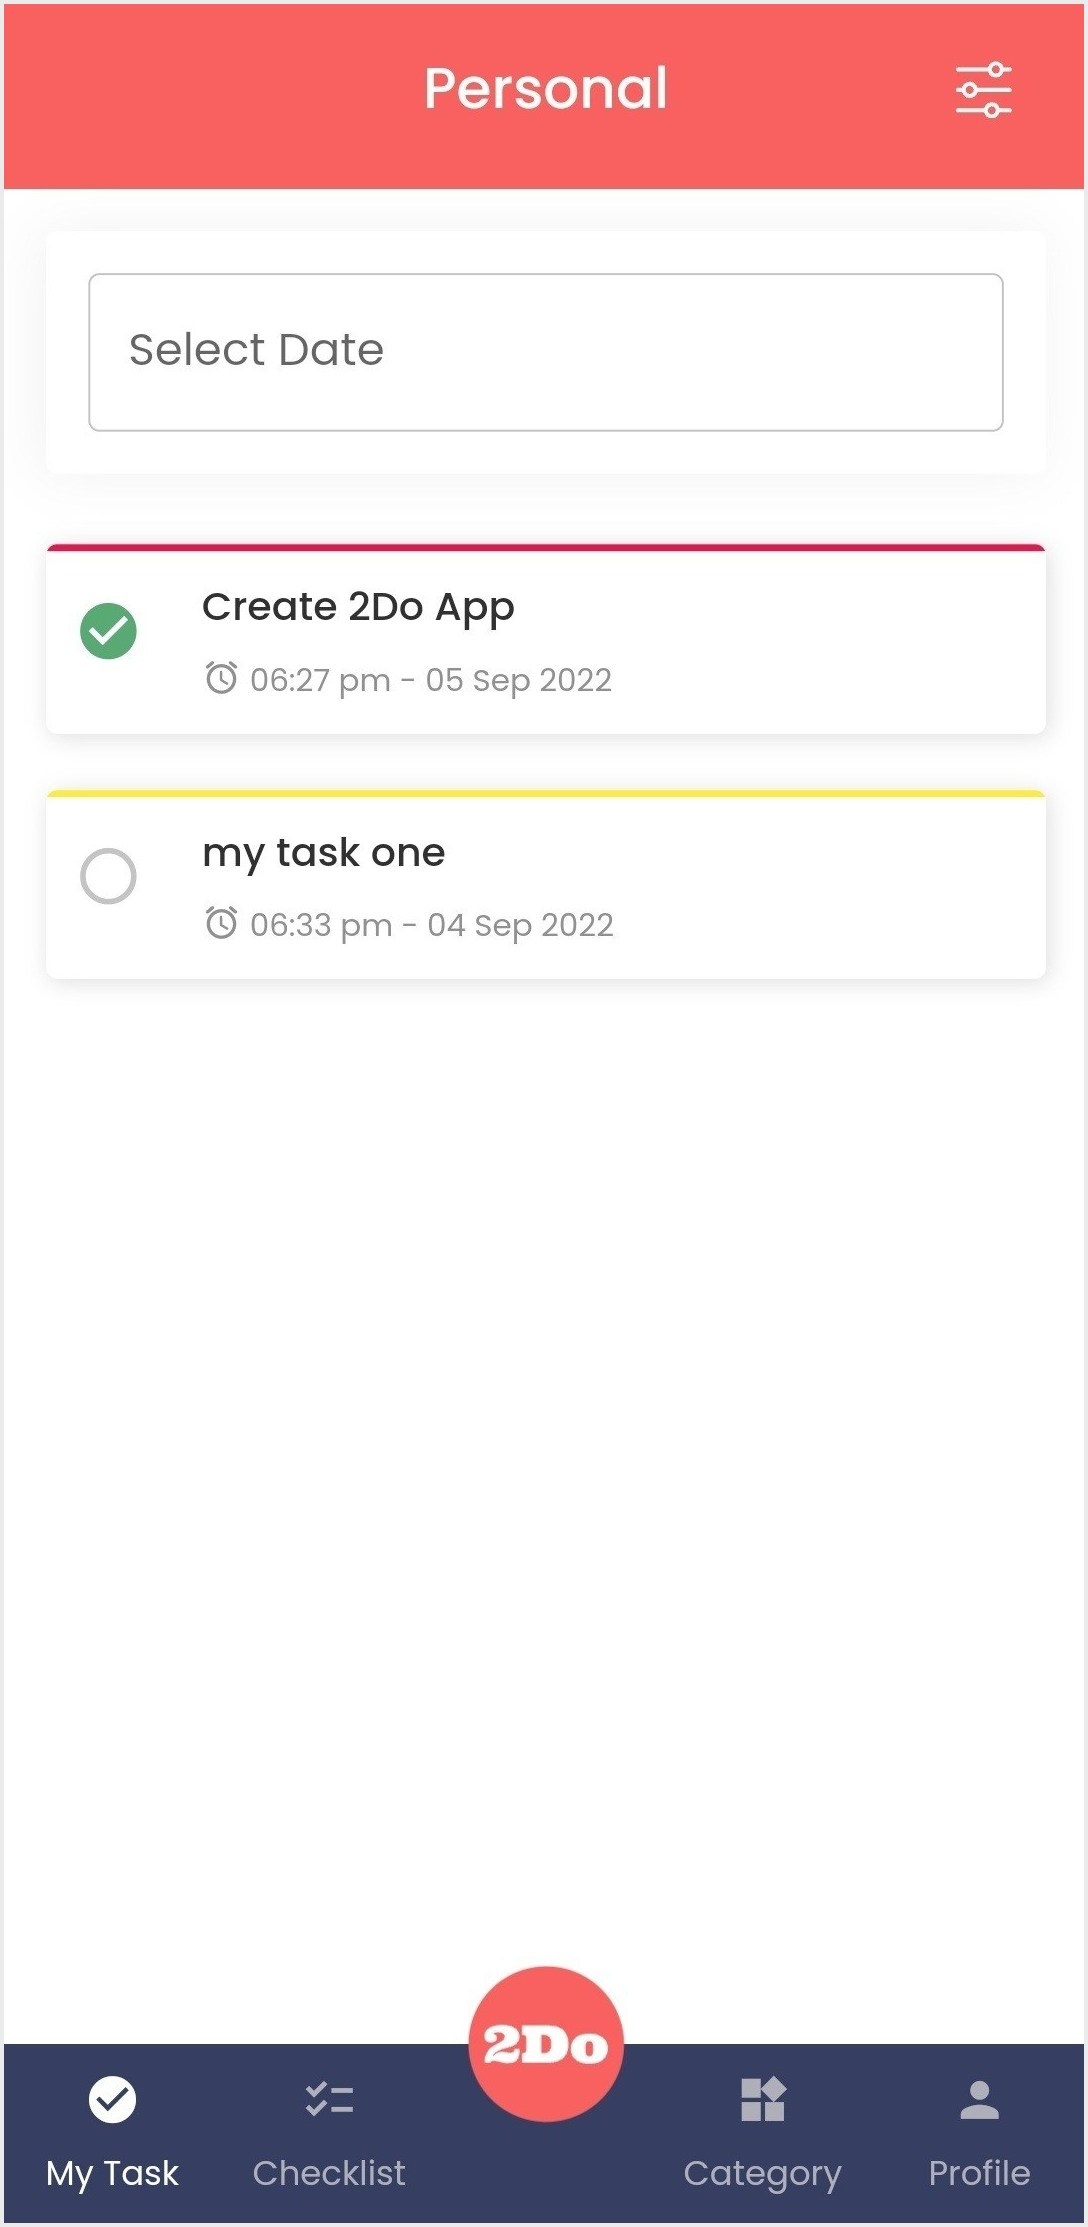 Personal
Select Date
Create 2Do App
06:27 pm - 05 Sep 2022
my task one
06:33 pm - 04 Sep 2022
2Do
My Task
Checklist
Category
Profile